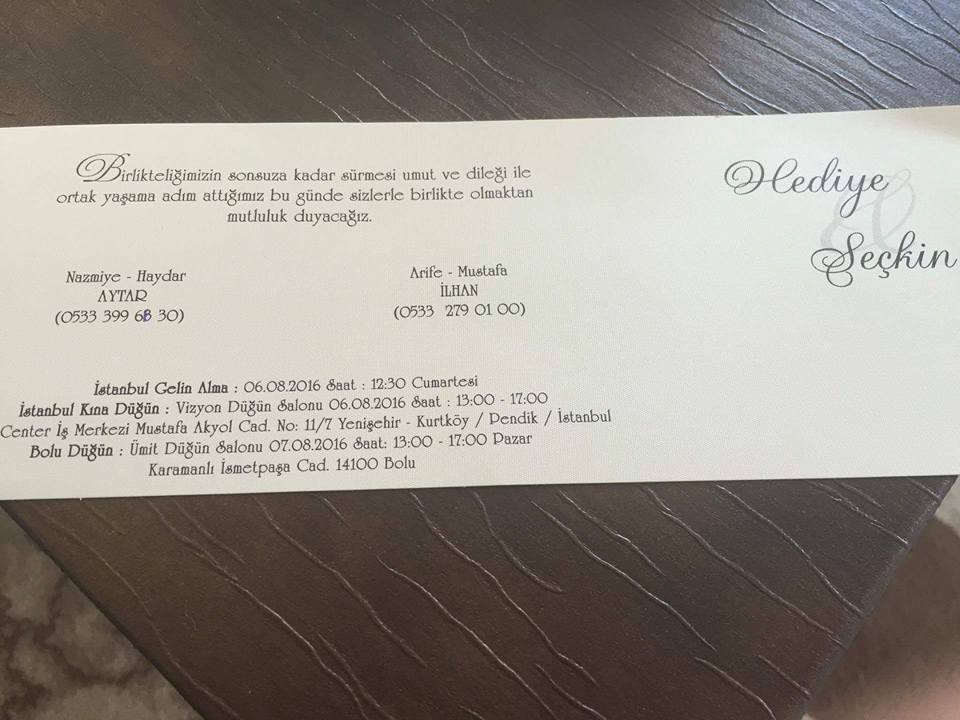 Birlikteliğimizin sonsuza kadar sürmesi umut ve dileği ile
ortak yaşama adım attığımız bu günde sizlerle birlikte olmaktan
mutluluk duyacağız.
Hediye
&
Seçkin
Nazmiye - Haydar
AYTAR
(0533 399 30)
Arife - Mustafa
İLHAN
(0533 279 01 00)
İstanbul Gelin Alma : 06.08.2016 Saat : 12:30 Cumartesi
İstanbul Kına Düğün : Vizyon Düğün Salonu 06.08.2016 Saat : 13:00 - 17:00
Center İş Merkezi Mustafa Akyol Cad. No: 11/7 Yenişehir - Kurtköy / Pendik / İstanbul
Bolu Düğün : Ümit Düğün Salonu 07.08.2016 Saat: 13:00 - 17:00 Pazar
Karamanlı İsmetpaşa Cad. 14100 Bolu